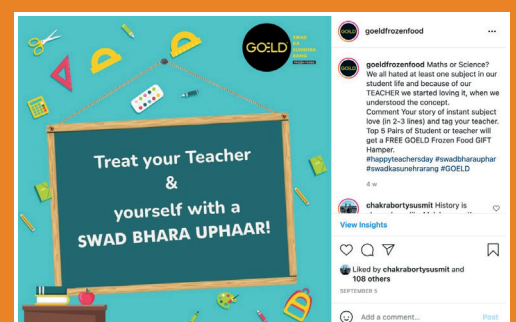 GOELD
SWAD
KA
SUNEHRA
RANG
Treat your Teacher
&
yourself with a
SWAD BHARA UPHAAR!
goeldfrozenfood
goeldfrozenfood Maths or Science?
We all hated at least one subject in our
student life and because of our
TEACHER we started loving it, when we
understood the concept.
Comment Your story of instant subject
love (in 2-3 lines) and tag your teacher.
Top 5 Pairs of Student or teacher will
get a FREE GOELD Frozen Food GIFT
Hamper.
#happyteachersday #swadbharauphar
#swadkasunehrarang #GOELD
4 w
chakrabortysusmit History is
View Insights
Liked by chakrabortysusmit and
108 others
SEPTEMBER 5
Add a comment...
Post